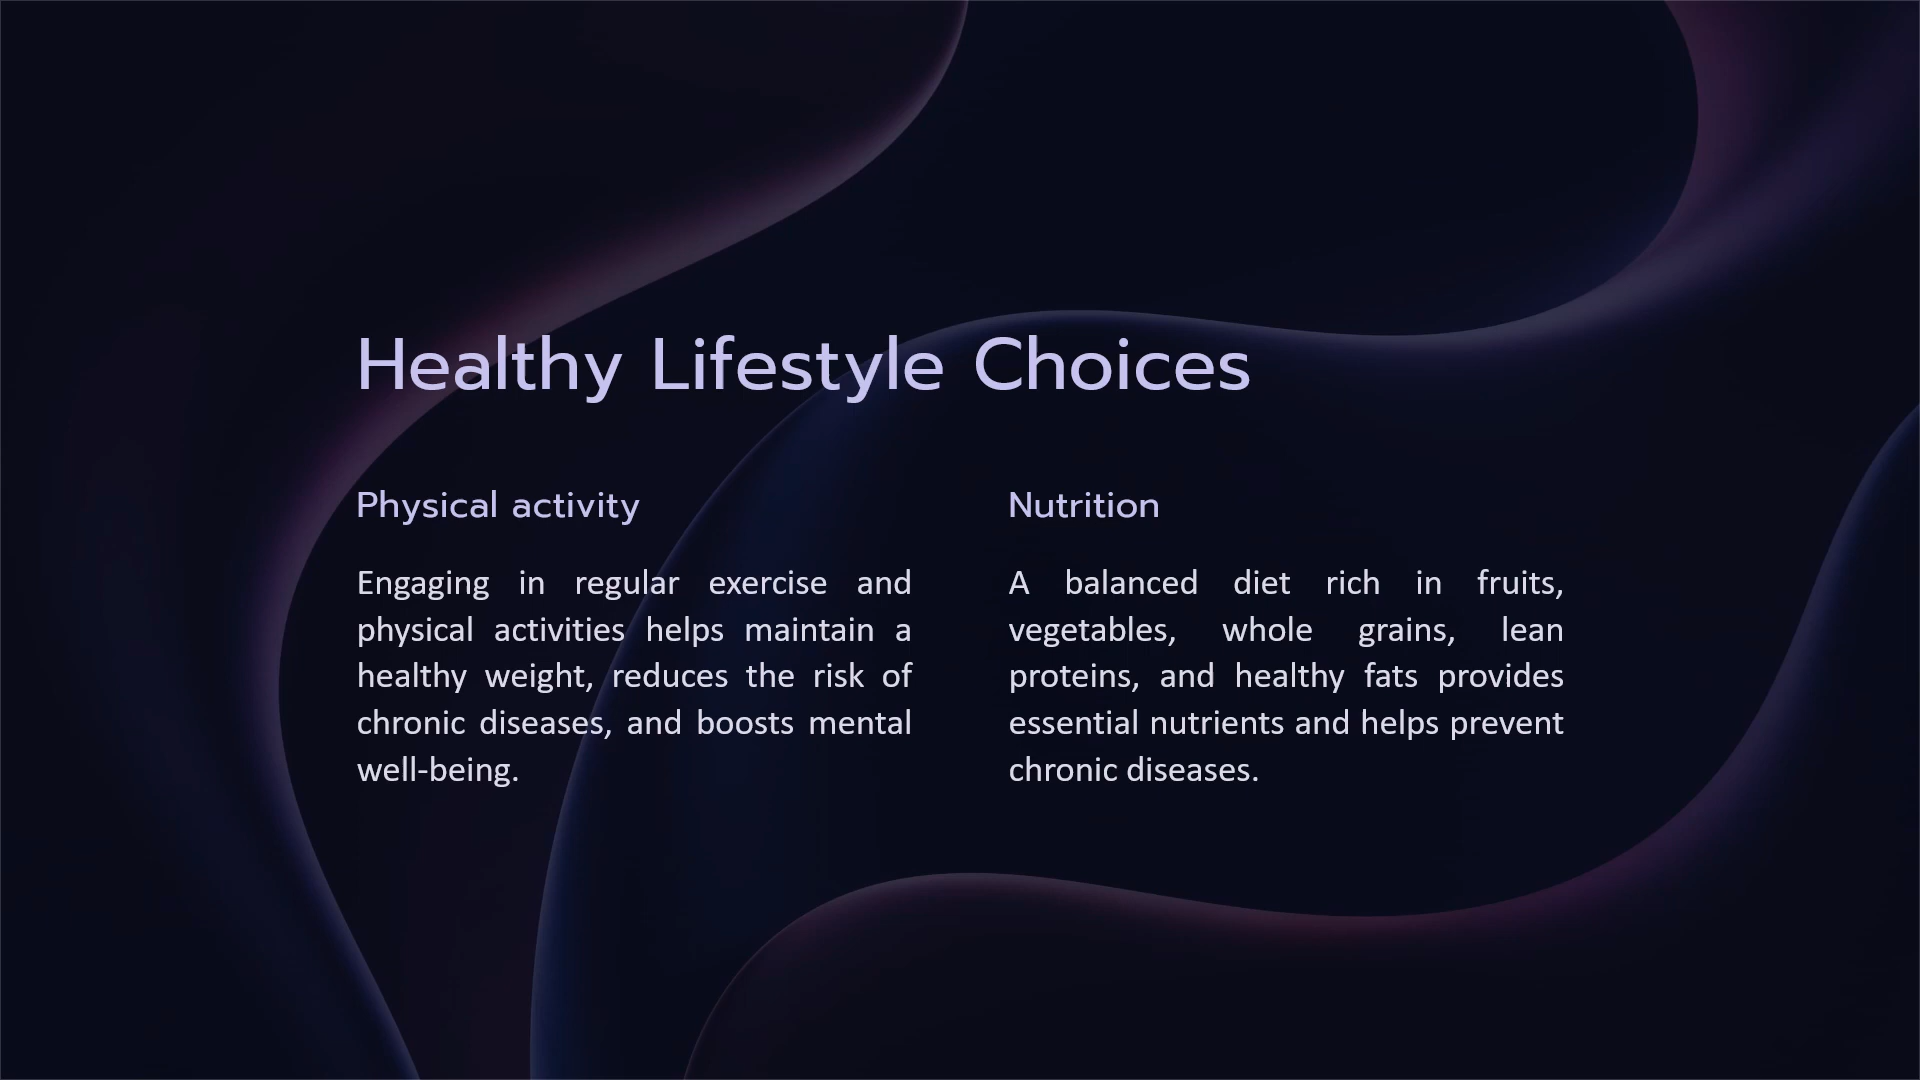 Healthy Lifestyle Choices
Physical activity
Engaging in regular exercise and
physical activities helps maintain a
healthy weight, reduces the risk of
chronic diseases, and boosts mental
well-being.
Nutrition
A balanced diet rich in fruits,
vegetables, whole grains, lean
proteins, and healthy fats provides
essential nutrients and helps prevent
chronic diseases.